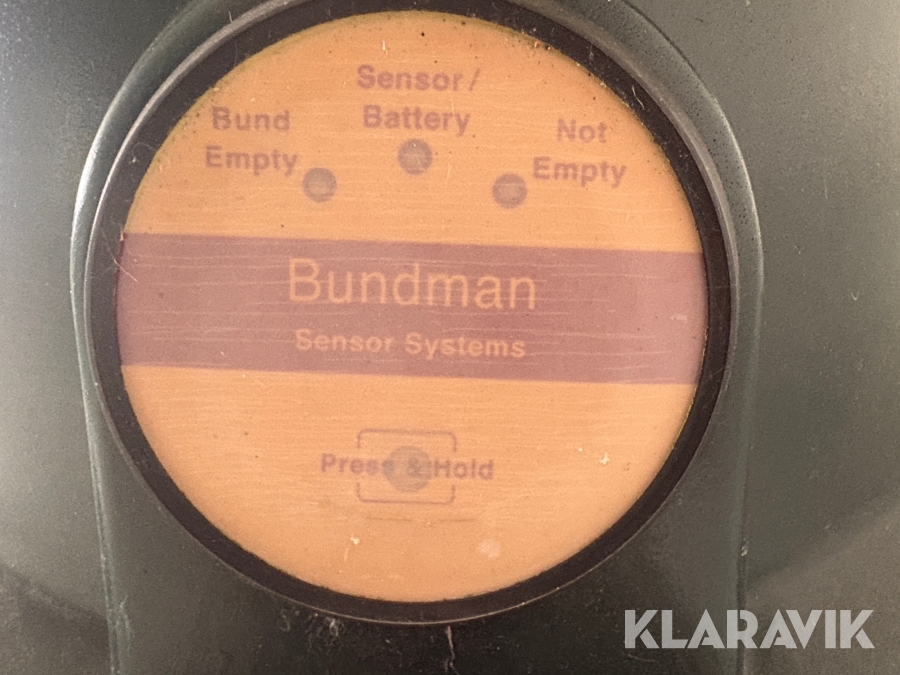 Sensor/
Battery
Bund
Empty
Not
Empty
Bundman
Sensor Systems
Press & Hold
KLARAVIK